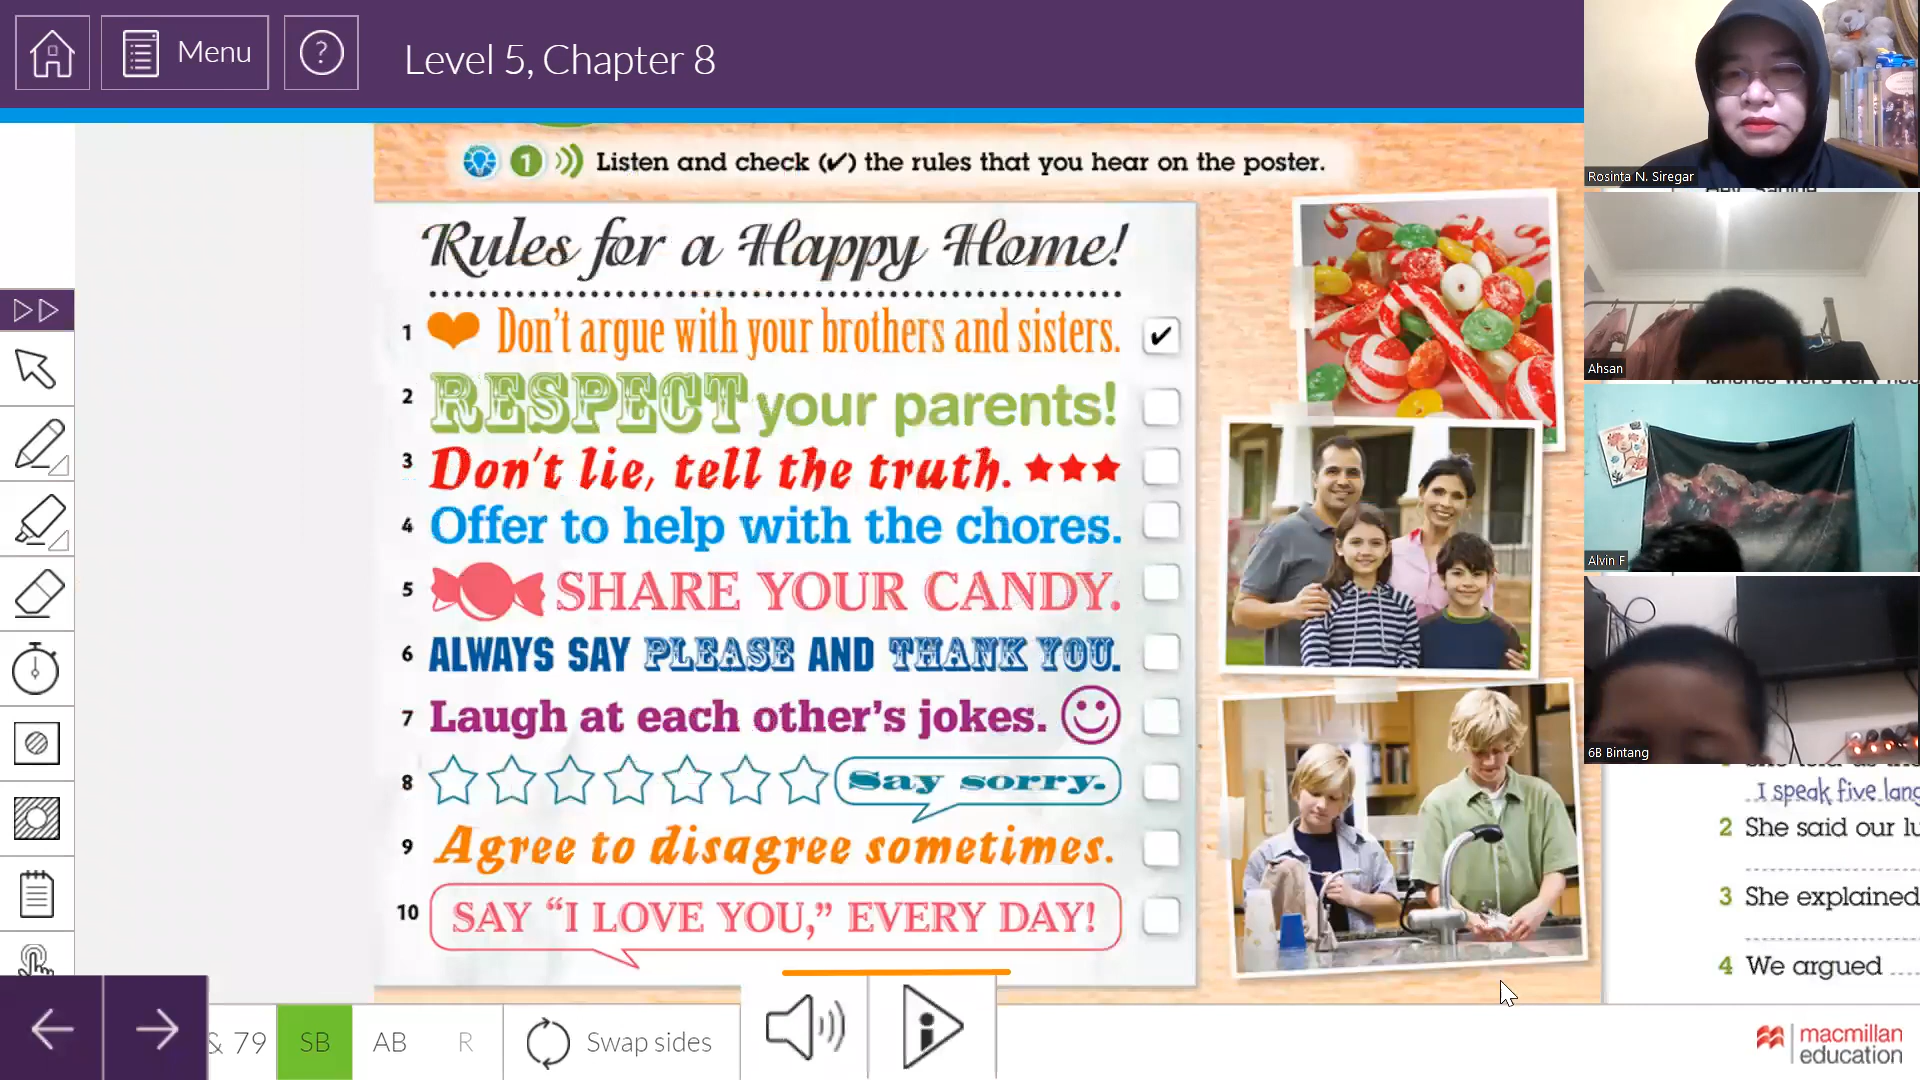 Menu
?
Level 5, Chapter 8
1 Listen and check (✔) the rules that you hear on the poster.
Rules for a Happy Home!
1 Don't argue with your brothers and sisters. ✔
2 RESPECT your parents!
3 Don't lie, tell the truth.
4 Offer to help with the chores.
5 SHARE YOUR CANDY.
6 ALWAYS SAY PLEASE AND THANK YOU.
7 Laugh at each other's jokes.
8 Say sorry.
9 Agree to disagree sometimes.
10 SAY “I LOVE YOU,” EVERY DAY!
Rosinta N. Siregar
Ahsan
Alvin F
6B Bintang
I speak five lang
2 She said our lu
3 She explained
4 We argued
& 79
SB
AB
R
Swap sides
macmillan
education